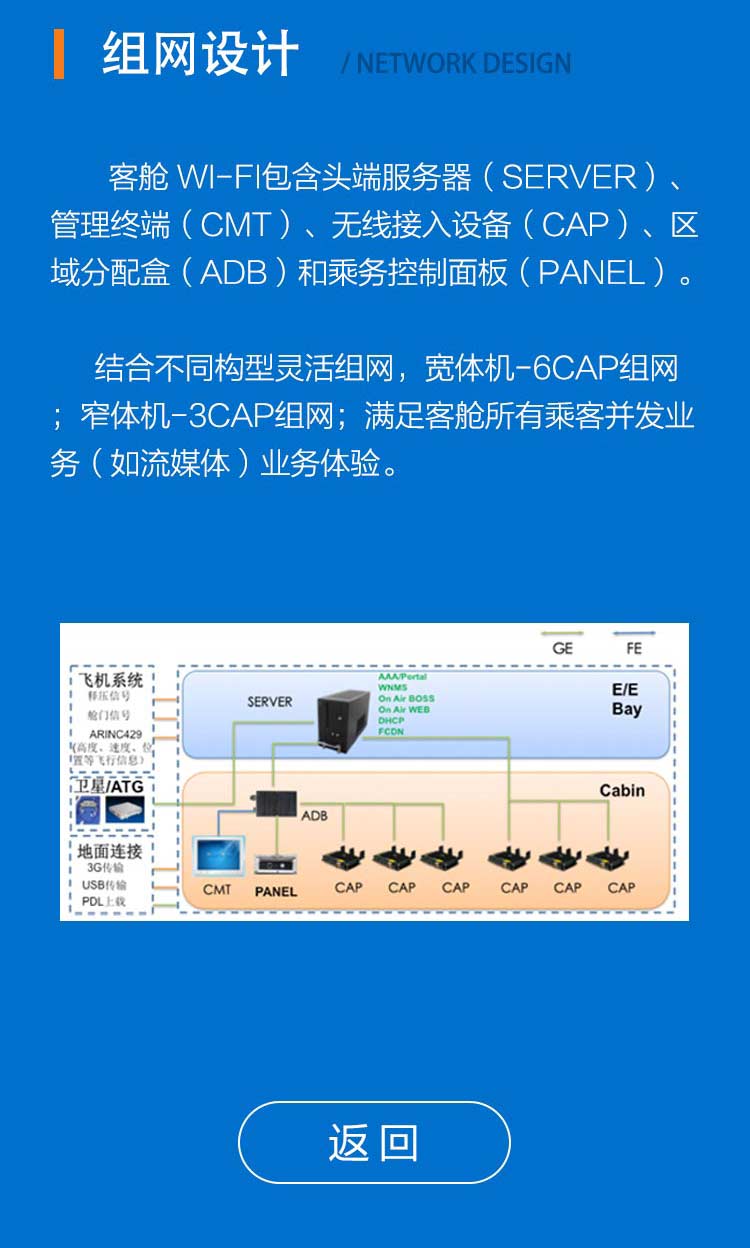 组网设计
/ NETWORK DESIGN
客舱 WI-FI包含头端服务器（SERVER）、
管理终端（CMT）、无线接入设备（CAP）、区
域分配盒（ADB）和乘务控制面板（PANEL）。
结合不同构型灵活组网，宽体机-6CAP组网
；窄体机-3CAP组网；满足客舱所有乘客并发业
务（如流媒体）业务体验。
GE
FE
飞机系统
释压信号
舱门信号
ARINC429
(高度、速度、位
置等飞行信息）
卫星/ATG
地面连接
3G传输
USB传输
PDL上载
SERVER
AAA/Portal
WNMS
On Air BOSS
On Air WEB
DHCP
FCDN
E/E
Bay
Cabin
ADB
CMT
PANEL
CAP
CAP
CAP
CAP
CAP
CAP
返回